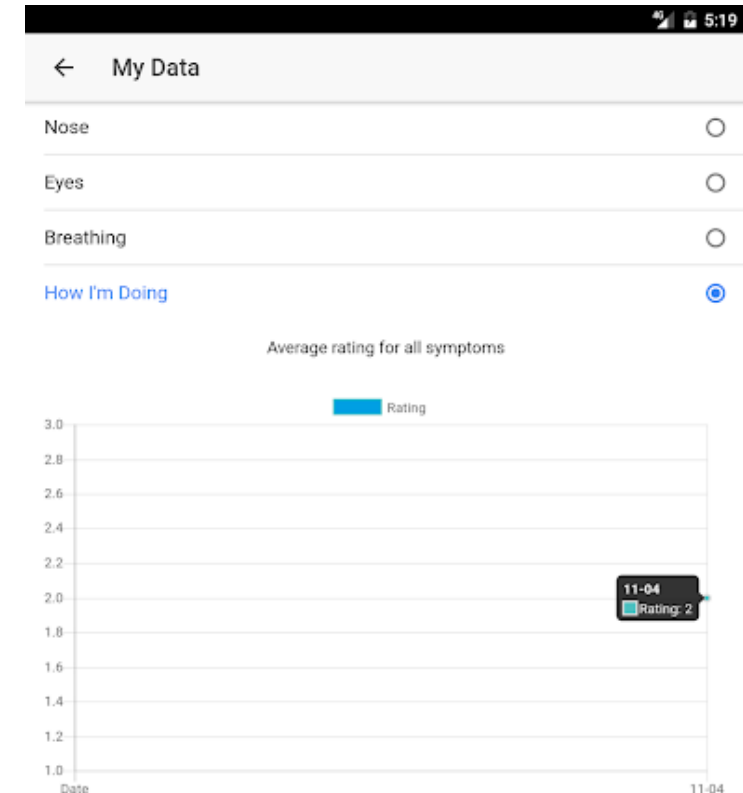 4G 5:19
My Data
Nose
Eyes
Breathing
How I'm Doing
Average rating for all symptoms
Rating
3.0
2.8
2.6
2.4
2.2
2.0
11-04
Rating: 2
1.8
1.6
1.4
1.2
1.0
Date 11-04